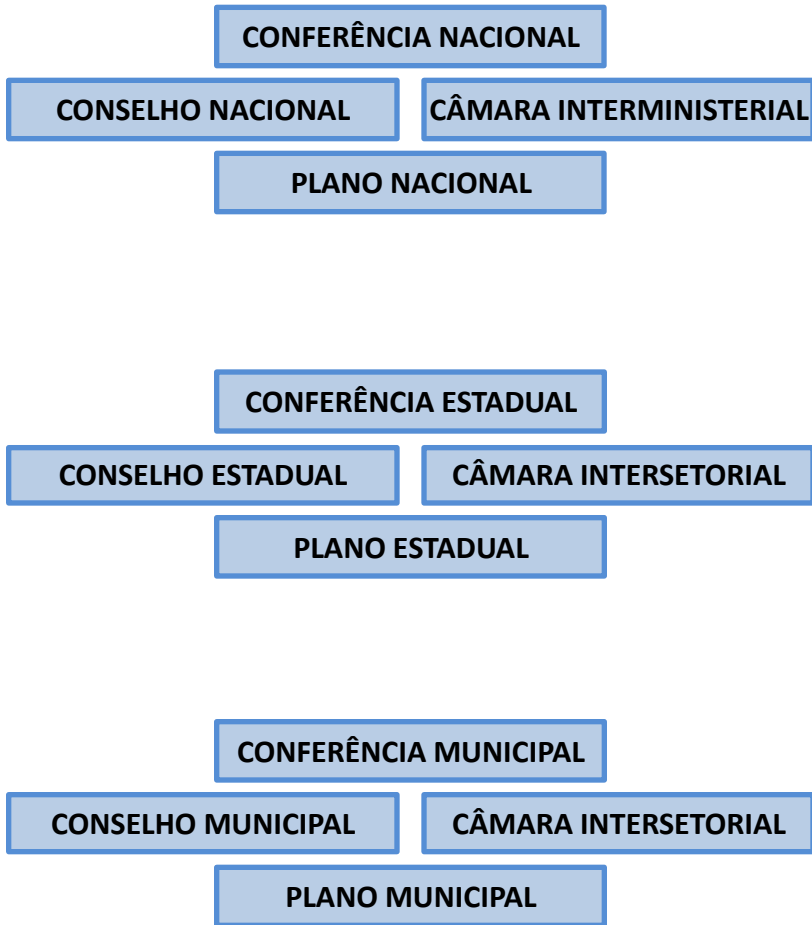 CONFERÊNCIA NACIONAL
CONSELHO NACIONAL
CÂMARA INTERMINISTERIAL
PLANO NACIONAL
CONFERÊNCIA ESTADUAL
CONSELHO ESTADUAL
CÂMARA INTERSETORIAL
PLANO ESTADUAL
CONFERÊNCIA MUNICIPAL
CONSELHO MUNICIPAL
CÂMARA INTERSETORIAL
PLANO MUNICIPAL